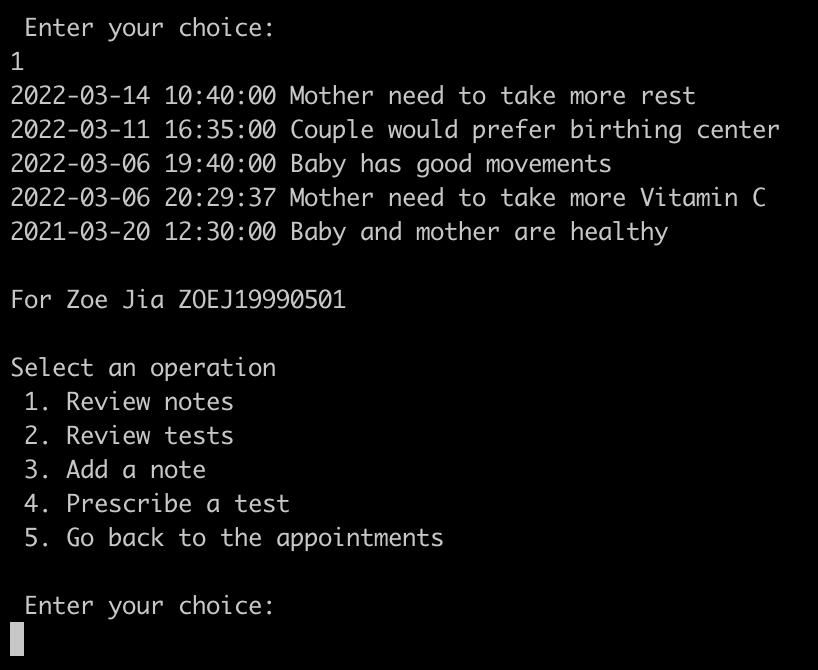 Enter your choice:
1
2022-03-14 10:40:00 Mother need to take more rest
2022-03-11 16:35:00 Couple would prefer birthing center
2022-03-06 19:40:00 Baby has good movements
2022-03-06 20:29:37 Mother need to take more Vitamin C
2021-03-20 12:30:00 Baby and mother are healthy
For Zoe Jia ZOEJ19990501
Select an operation
1. Review notes
2. Review tests
3. Add a note
4. Prescribe a test
5. Go back to the appointments
Enter your choice: